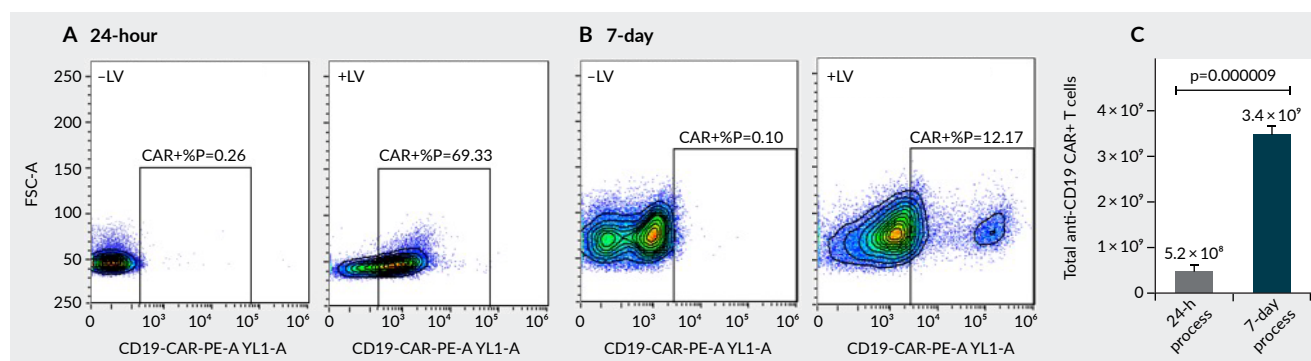 A 24-hour
B 7-day
C
–LV
+LV
–LV
+LV
CAR+%P=0.26
CAR+%P=69.33
CAR+%P=0.10
CAR+%P=12.17
FSC-A
250
200
150
100
50
250
0 10³ 10⁴ 10⁵ 10⁶
0 10³ 10⁴ 10⁵ 10⁶
0 10³ 10⁴ 10⁵ 10⁶
0 10³ 10⁴ 10⁵ 10⁶
CD19-CAR-PE-A YL1-A
CD19-CAR-PE-A YL1-A
CD19-CAR-PE-A YL1-A
CD19-CAR-PE-A YL1-A
Total anti-CD19 CAR+ T cells
p=0.000009
4×10⁹
3×10⁹
2×10⁹
1×10⁹
0
5.2×10⁸
3.4×10⁹
24-h
process
7-day
process